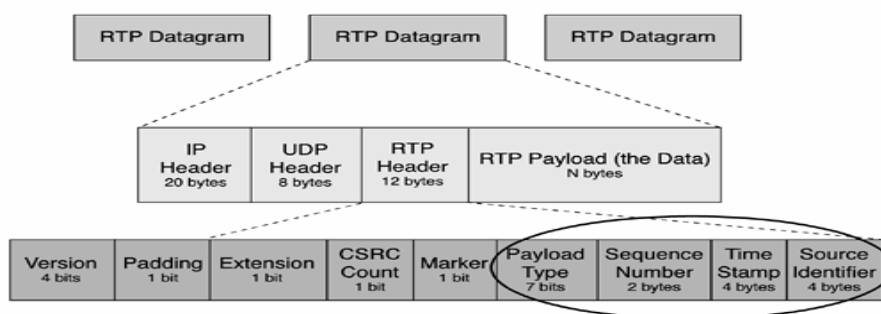 RTP Datagram RTP Datagram RTP Datagram
IP Header 20 bytes
UDP Header 8 bytes
RTP Header 12 bytes
RTP Payload (the Data) N bytes
Version 4 bits
Padding 1 bit
Extension 1 bit
CSRC Count 1 bit
Marker 1 bit
Payload Type 7 bits
Sequence Number 2 bytes
Time Stamp 4 bytes
Source Identifier 4 bytes